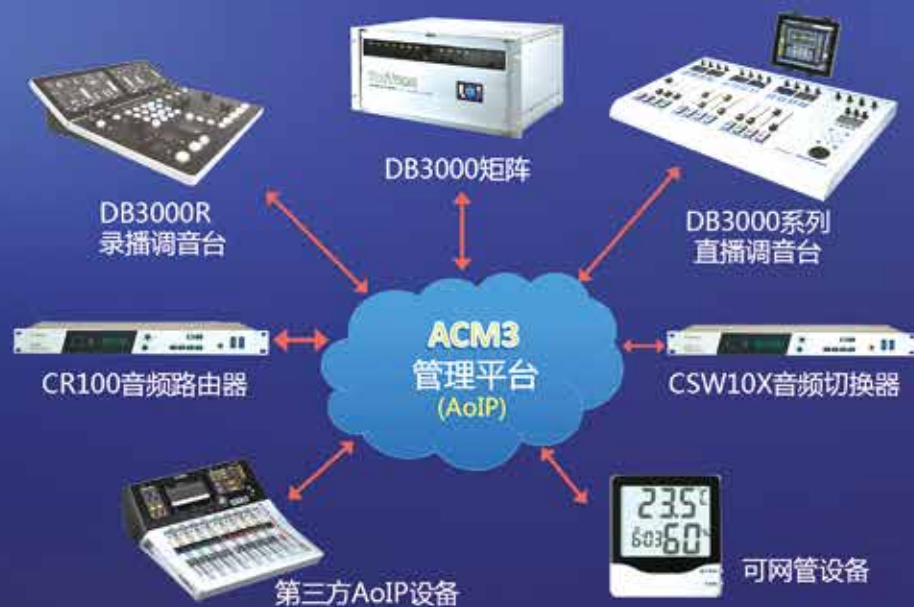 DB3000R
录播调音台
DB3000矩阵
DB3000系列
直播调音台
ACM3
管理平台
(AoIP)
CR100音频路由器
CSW10X音频切换器
第三方AoIP设备
23.5℃
6:03 60%
可网管设备